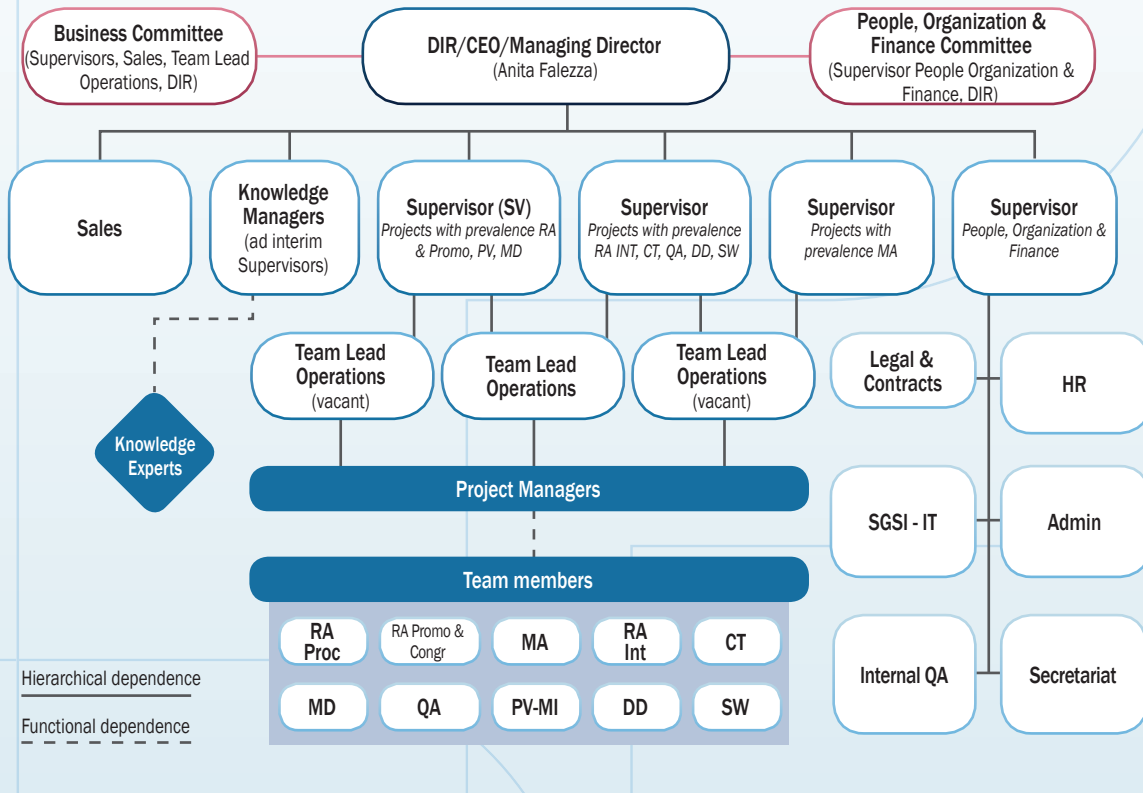 Business Committee
(Supervisors, Sales, Team Lead
Operations, DIR)
DIR/CEO/Managing Director
(Anita Falezza)
People, Organization &
Finance Committee
(Supervisor People Organization &
Finance, DIR)
Sales
Knowledge
Managers
(ad interim
Supervisors)
Supervisor (SV)
Projects with prevalence RA
& Promo, PV, MD
Supervisor
Projects with prevalence
RA INT, CT, QA, DD, SW
Supervisor
Projects with
prevalence MA
Supervisor
People, Organization &
Finance
Team Lead
Operations
(vacant)
Team Lead
Operations
Team Lead
Operations
(vacant)
Legal &
Contracts
HR
Knowledge
Experts
Project Managers
SGSI - IT
Admin
Team members
RA
Proc
RA Promo &
Congr
MA
RA
Int
CT
MD
QA
PV-MI
DD
SW
Internal QA
Secretariat
Hierarchical dependence
Functional dependence